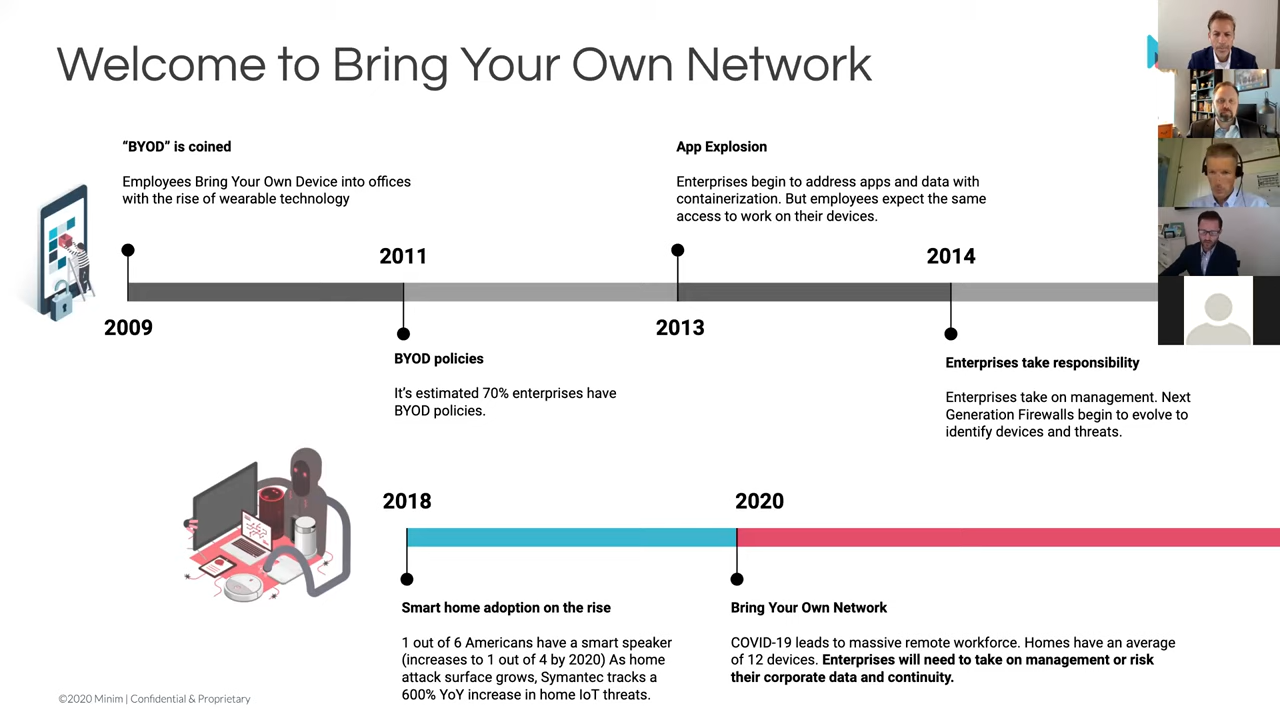 Welcome to Bring Your Own Network
“BYOD” is coined
Employees Bring Your Own Device into offices
with the rise of wearable technology
App Explosion
Enterprises begin to address apps and data with
containerization. But employees expect the same
access to work on their devices.
2011
2014
2009
2013
BYOD policies
It’s estimated 70% enterprises have
BYOD policies.
Enterprises take responsibility
Enterprises take on management. Next
Generation Firewalls begin to evolve to
identify devices and threats.
2018
2020
Smart home adoption on the rise
1 out of 6 Americans have a smart speaker
(increases to 1 out of 4 by 2020) As home
attack surface grows, Symantec tracks a
600% YoY increase in home IoT threats.
Bring Your Own Network
COVID-19 leads to massive remote workforce. Homes have an average
of 12 devices. Enterprises will need to take on management or risk
their corporate data and continuity.
©2020 Minim | Confidential & Proprietary